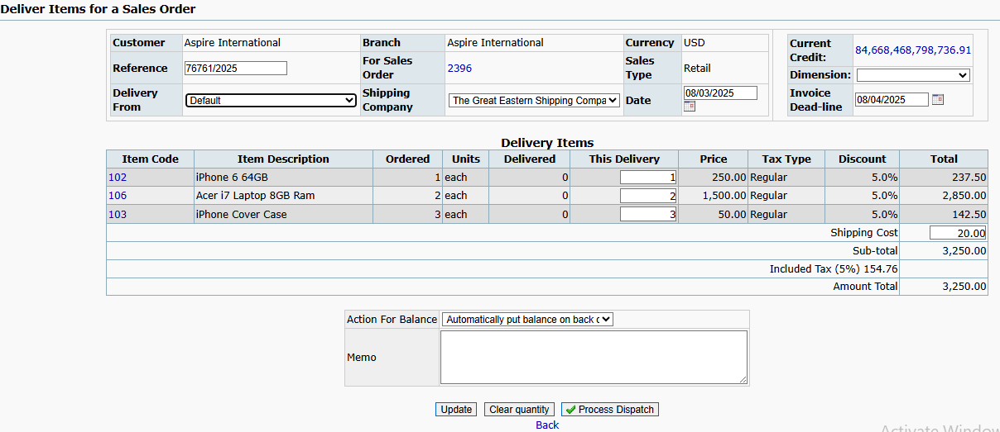 Deliver Items for a Sales Order
Customer Aspire International Branch Aspire International Currency USD
Reference 76761/2025 For Sales Order 2396 Sales Type Retail
Delivery From Default Shipping Company The Great Eastern Shipping Compa Date 08/03/2025
Current Credit: 84,668,468,798,736.91
Dimension:
Invoice Dead-line 08/04/2025
Delivery Items
Item Code Item Description Ordered Units Delivered This Delivery Price Tax Type Discount Total
102 iPhone 6 64GB 1 each 0 1 250.00 Regular 5.0% 237.50
106 Acer i7 Laptop 8GB Ram 2 each 0 2 1,500.00 Regular 5.0% 2,850.00
103 iPhone Cover Case 3 each 0 3 50.00 Regular 5.0% 142.50
Shipping Cost 20.00
Sub-total 3,250.00
Included Tax (5%) 154.76
Amount Total 3,250.00
Action For Balance Automatically put balance on back
Memo
Update Clear quantity Process Dispatch
Back
Activate Window